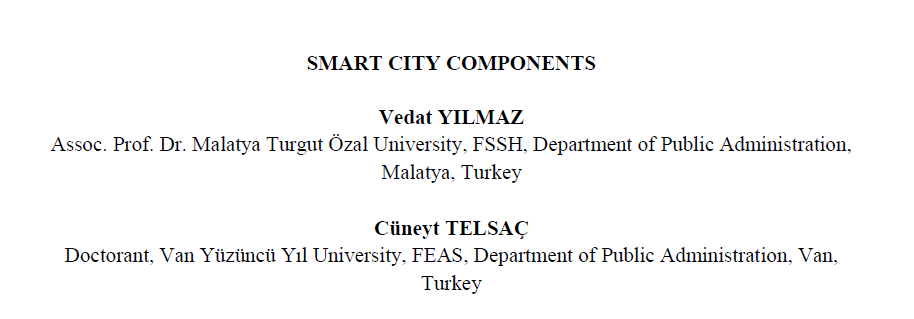 SMART CITY COMPONENTS
Vedat YILMAZ
Assoc. Prof. Dr. Malatya Turgut Özal University, FSSH, Department of Public Administration,
Malatya, Turkey
Cüneyt TELSAÇ
Doctorant, Van Yüzüncü Yıl University, FEAS, Department of Public Administration, Van,
Turkey